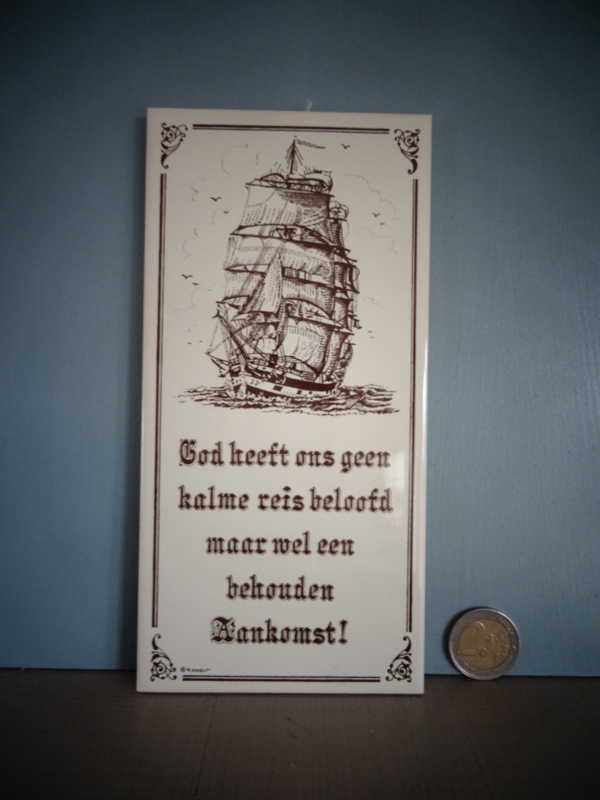 God heeft ons geen
kalme reis beloofd
maar wel een
behouden
Aankomst!